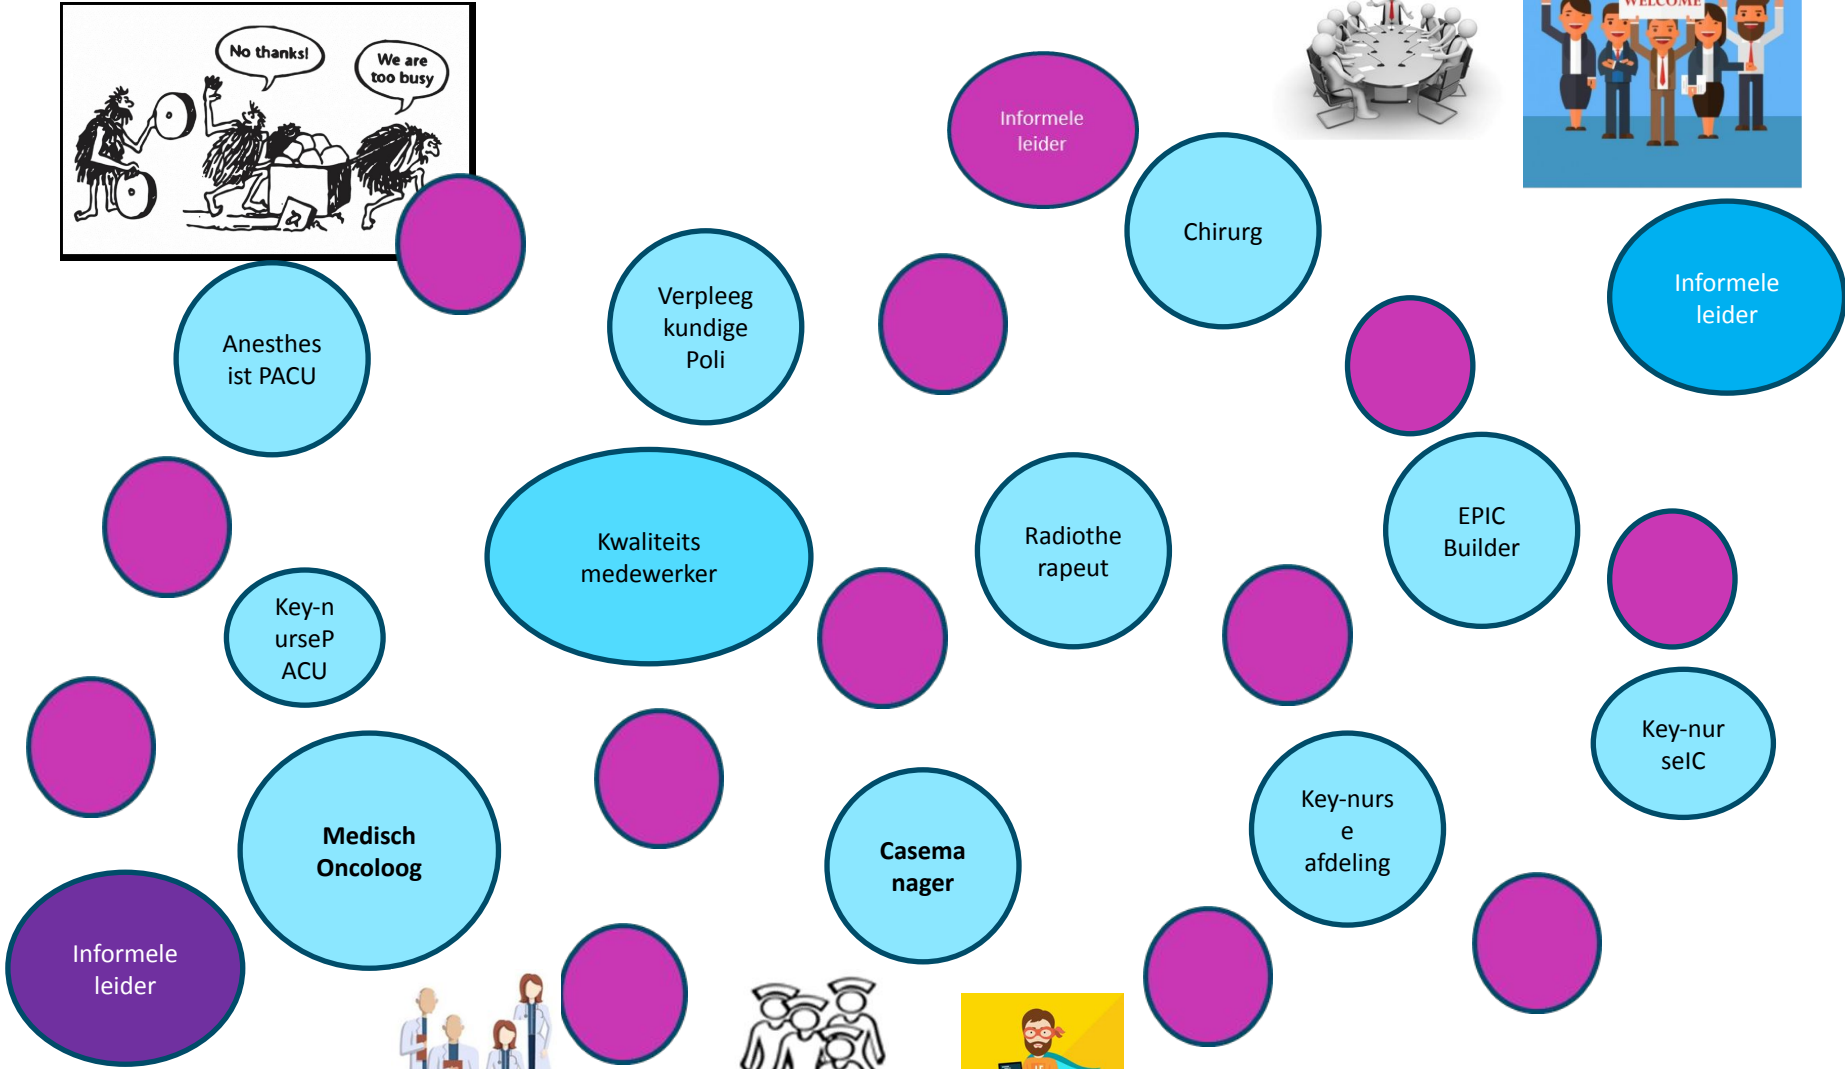 No thanks!
We are
too busy
WELCOME
Informele
leider
Chirurg
Informele
leider
Verpleeg
kundige
Poli
Anesthes
ist PACU
EPIC
Builder
Kwaliteits
medewerker
Radiothe
rapeut
Key-n
urseP
ACU
Key-nur
seIC
Medisch
Oncoloog
Casema
nager
Key-nurs
e
afdeling
Informele
leider